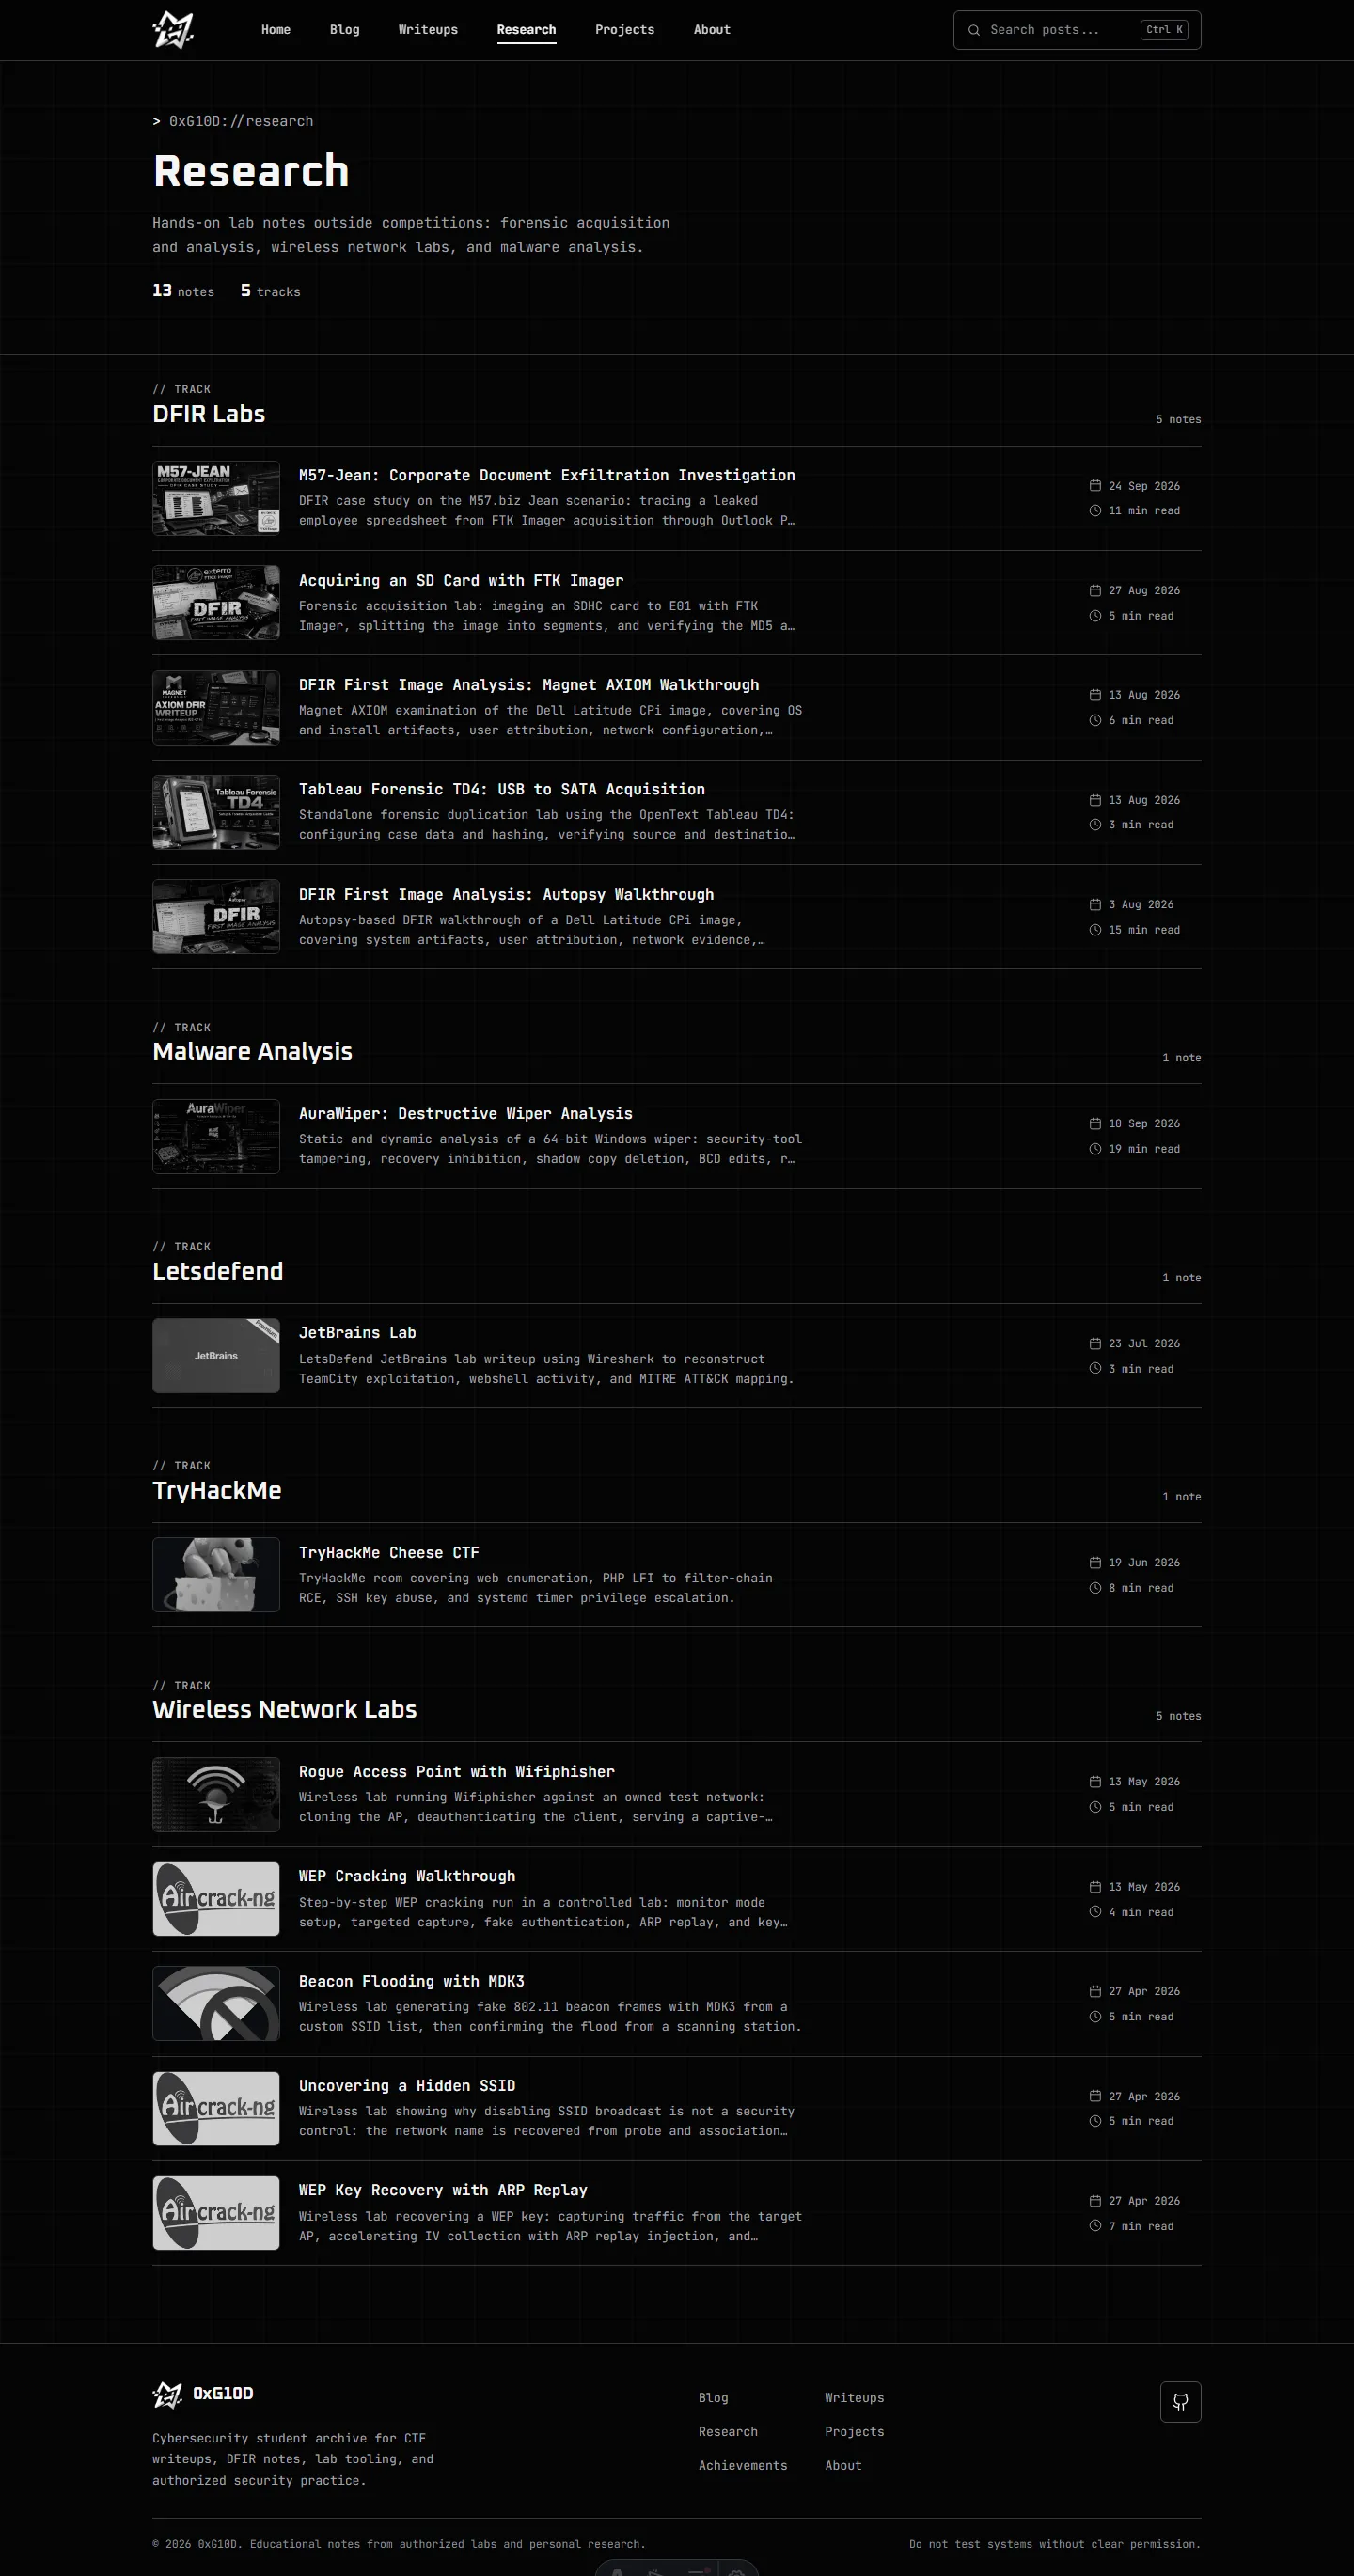 Home Blog Writeups Research Projects About Search posts... Ctrl K
> 0xG10D://research
Research
Hands-on lab notes outside competitions: forensic acquisition
and analysis, wireless network labs, and malware analysis.
13 notes 5 tracks
// TRACK
DFIR Labs
5 notes
M57-JEAN
M57-Jean: Corporate Document Exfiltration Investigation
DFIR case study on the M57.biz Jean scenario: tracing a leaked
employee spreadsheet from FTK Imager acquisition through Outlook P…
24 Sep 2026
11 min read
exterro
DFIR
FIRST IMAGE ANALYSIS
Acquiring an SD Card with FTK Imager
Forensic acquisition lab: imaging an SDHC card to E01 with FTK
Imager, splitting the image into segments, and verifying the MD5 a…
27 Aug 2026
5 min read
MAGNET
AXIOM DFIR
WRITEUP
DFIR First Image Analysis: Magnet AXIOM Walkthrough
Magnet AXIOM examination of the Dell Latitude CPi image, covering OS
and install artifacts, user attribution, network configuration,…
13 Aug 2026
6 min read
Tableau Forensic
TD4
Tableau Forensic TD4: USB to SATA Acquisition
Standalone forensic duplication lab using the OpenText Tableau TD4:
configuring case data and hashing, verifying source and destinatio…
13 Aug 2026
3 min read
Autopsy
DFIR
FIRST IMAGE ANALYSIS
DFIR First Image Analysis: Autopsy Walkthrough
Autopsy-based DFIR walkthrough of a Dell Latitude CPi image,
covering system artifacts, user attribution, network evidence,…
3 Aug 2026
15 min read
// TRACK
Malware Analysis
1 note
AuraWiper
AuraWiper: Destructive Wiper Analysis
Static and dynamic analysis of a 64-bit Windows wiper: security-tool
tampering, recovery inhibition, shadow copy deletion, BCD edits, r…
10 Sep 2026
19 min read
// TRACK
Letsdefend
1 note
Premium
JetBrains
JetBrains Lab
LetsDefend JetBrains lab writeup using Wireshark to reconstruct
TeamCity exploitation, webshell activity, and MITRE ATT&CK mapping.
23 Jul 2026
3 min read
// TRACK
TryHackMe
1 note
TryHackMe Cheese CTF
TryHackMe room covering web enumeration, PHP LFI to filter-chain
RCE, SSH key abuse, and systemd timer privilege escalation.
19 Jun 2026
8 min read
// TRACK
Wireless Network Labs
5 notes
Rogue Access Point with Wifiphisher
Wireless lab running Wifiphisher against an owned test network:
cloning the AP, deauthenticating the client, serving a captive-…
13 May 2026
5 min read
Aircrack-ng
WEP Cracking Walkthrough
Step-by-step WEP cracking run in a controlled lab: monitor mode
setup, targeted capture, fake authentication, ARP replay, and key…
13 May 2026
4 min read
Beacon Flooding with MDK3
Wireless lab generating fake 802.11 beacon frames with MDK3 from a
custom SSID list, then confirming the flood from a scanning station.
27 Apr 2026
5 min read
Aircrack-ng
Uncovering a Hidden SSID
Wireless lab showing why disabling SSID broadcast is not a security
control: the network name is recovered from probe and association…
27 Apr 2026
5 min read
Aircrack-ng
WEP Key Recovery with ARP Replay
Wireless lab recovering a WEP key: capturing traffic from the target
AP, accelerating IV collection with ARP replay injection, and…
27 Apr 2026
7 min read
0xG10D
Cybersecurity student archive for CTF
writeups, DFIR notes, lab tooling, and
authorized security practice.
Blog Writeups
Research Projects
Achievements About
© 2026 0xG10D. Educational notes from authorized labs and personal research.
Do not test systems without clear permission.